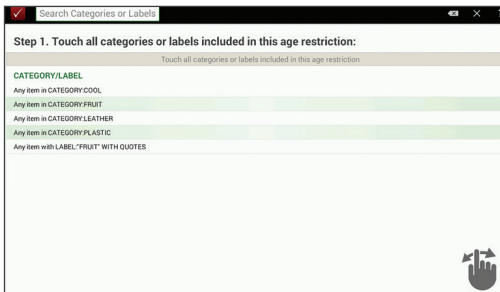 Search Categories or Labels
Step 1. Touch all categories or labels included in this age restriction:
Touch all categories or labels included in this age restriction
CATEGORY/LABEL
Any item in CATEGORY:COOL
Any item in CATEGORY:FRUIT
Any item in CATEGORY:LEATHER
Any item in CATEGORY:PLASTIC
Any item with LABEL:"FRUIT" WITH QUOTES